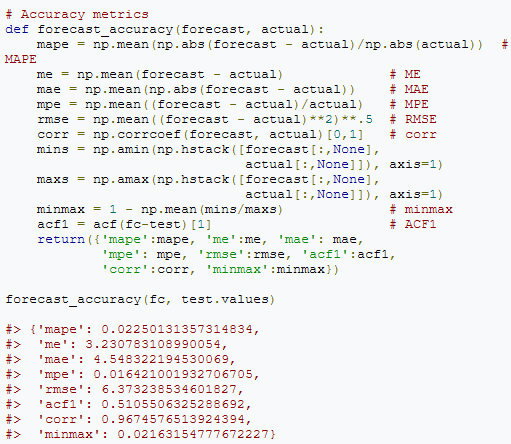 # Accuracy metrics
def forecast_accuracy(forecast, actual):
    mape = np.mean(np.abs(forecast - actual)/np.abs(actual))  #
MAPE
    me = np.mean(forecast - actual)             # ME
    mae = np.mean(np.abs(forecast - actual))    # MAE
    mpe = np.mean((forecast - actual)/actual)   # MPE
    rmse = np.mean((forecast - actual)**2)**.5  # RMSE
    corr = np.corrcoef(forecast, actual)[0,1]   # corr
    mins = np.amin(np.hstack([forecast[:,None],
                              actual[:,None]]), axis=1)
    maxs = np.amax(np.hstack([forecast[:,None],
                              actual[:,None]]), axis=1)
    minmax = 1 - np.mean(mins/maxs)             # minmax
    acf1 = acf(fc-test)[1]                      # ACF1
    return({'mape':mape, 'me':me, 'mae': mae,
            'mpe': mpe, 'rmse':rmse, 'acf1':acf1,
            'corr':corr, 'minmax':minmax})
forecast_accuracy(fc, test.values)
#> {'mape': 0.02250131357314834,
#>  'me': 3.230783108990054,
#>  'mae': 4.548322194530069,
#>  'mpe': 0.016421001932706705,
#>  'rmse': 6.373238534601827,
#>  'acf1': 0.5105506325288692,
#>  'corr': 0.9674576513924394,
#>  'minmax': 0.02163154777672227}